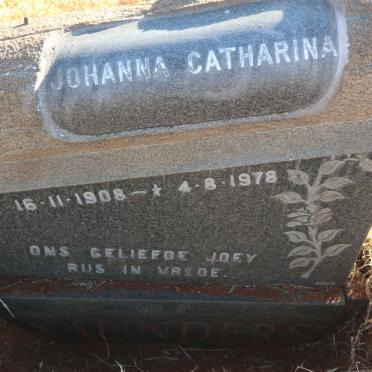 JOHANNA CATHARINA
16-11-1908 – ✝ 4-8-1978
ONS GELIEFDE JOEY
RUS IN VREDE.
SAUNDERS